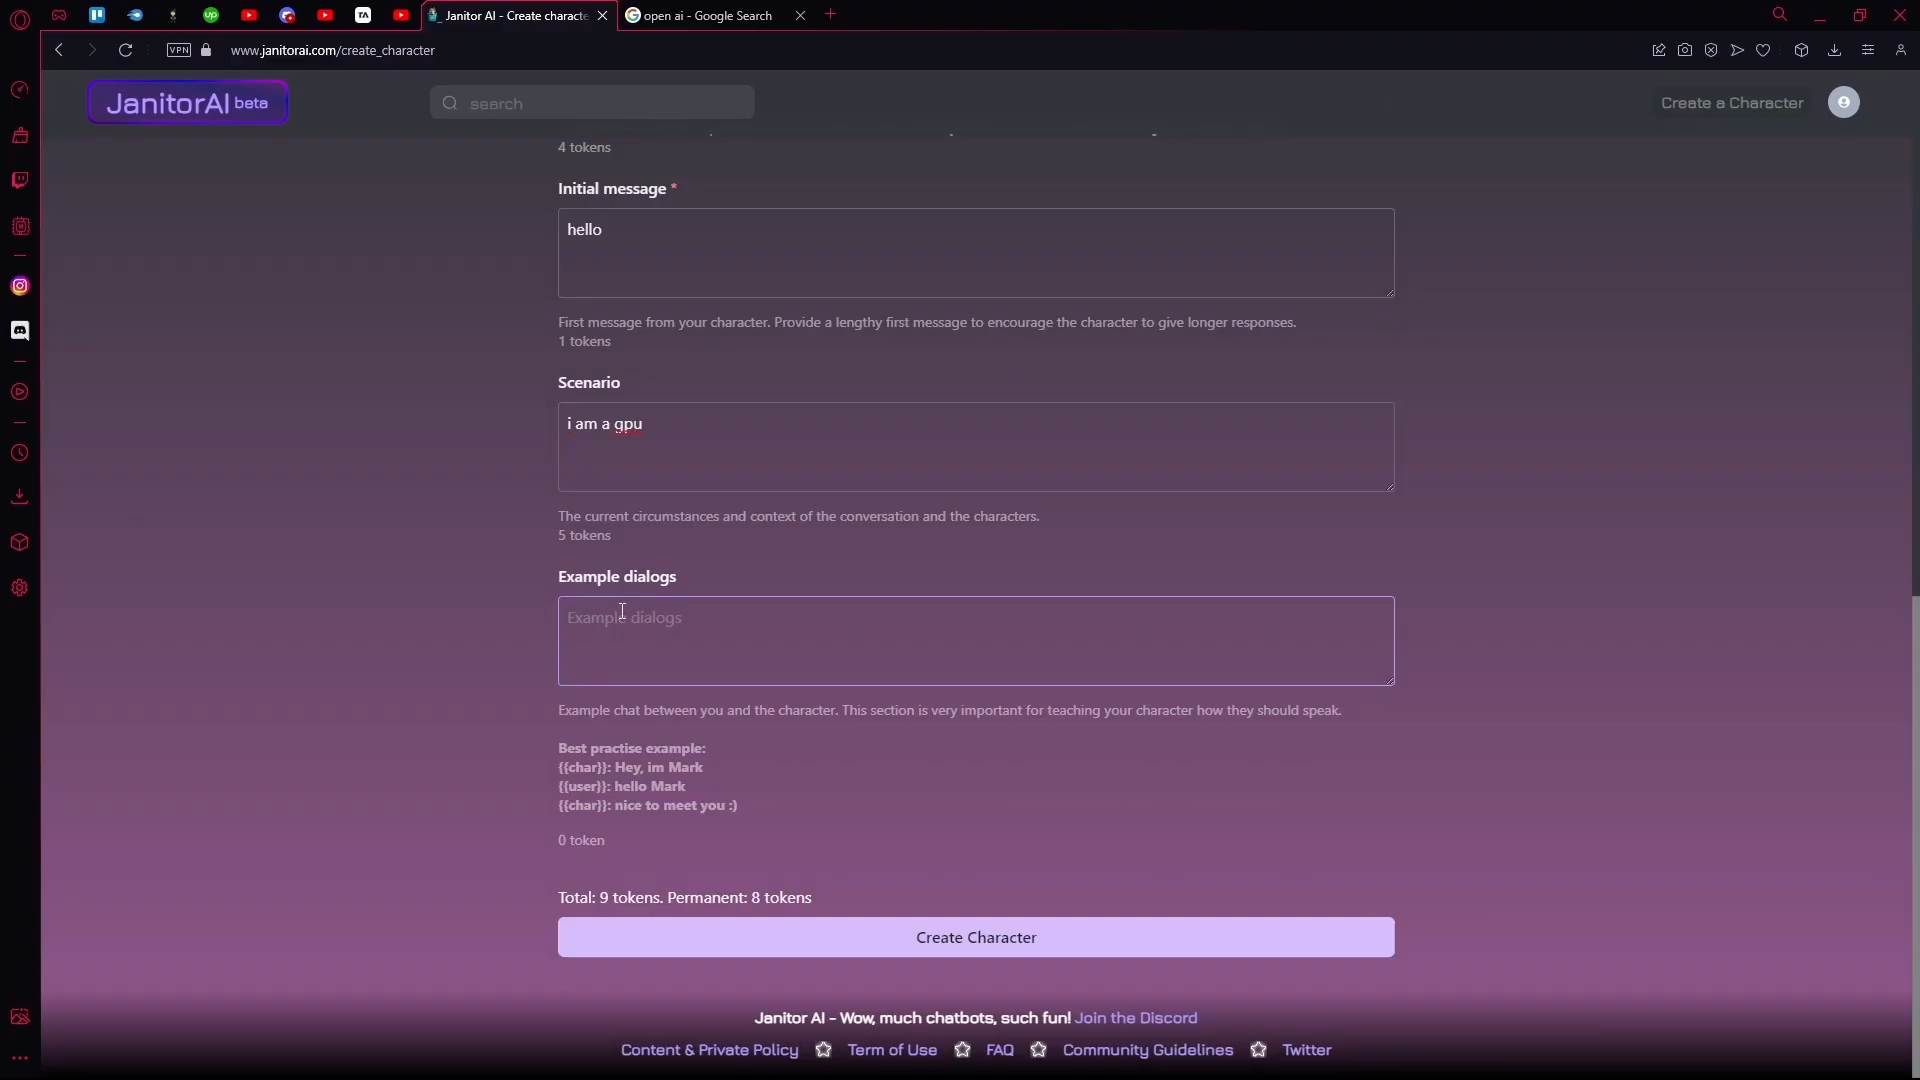 Janitor AI - Create characte
open ai - Google Search
VPN
www.janitorai.com/create_character
JanitorAI beta
search
Create a Character
4 tokens
Initial message *
hello
First message from your character. Provide a lengthy first message to encourage the character to give longer responses.
1 tokens
Scenario
i am a gpu
The current circumstances and context of the conversation and the characters.
5 tokens
Example dialogs
Example dialogs
Example chat between you and the character. This section is very important for teaching your character how they should speak.
Best practise example:
{{char}}: Hey, im Mark
{{user}}: hello Mark
{{char}}: nice to meet you :)
0 token
Total: 9 tokens. Permanent: 8 tokens
Create Character
Janitor AI - Wow, much chatbots, such fun! Join the Discord
Content & Private Policy
Term of Use
FAQ
Community Guidelines
Twitter